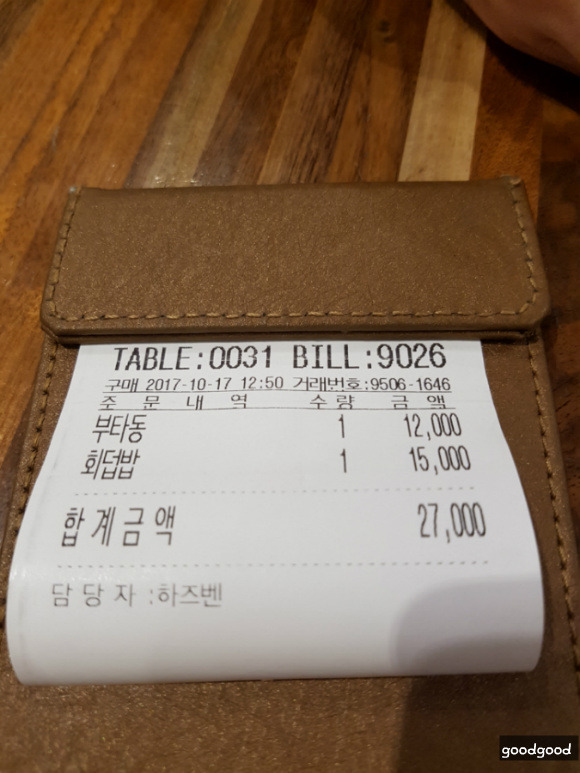 TABLE:0031 BILL:9026
구매 2017-10-17 12:50 거래번호:9506-1646
주 문 내 역 수 량 금 액
부타동 1 12,000
회덥밥 1 15,000
합계금액 27,000
담 당 자 :하즈벤
goodgood